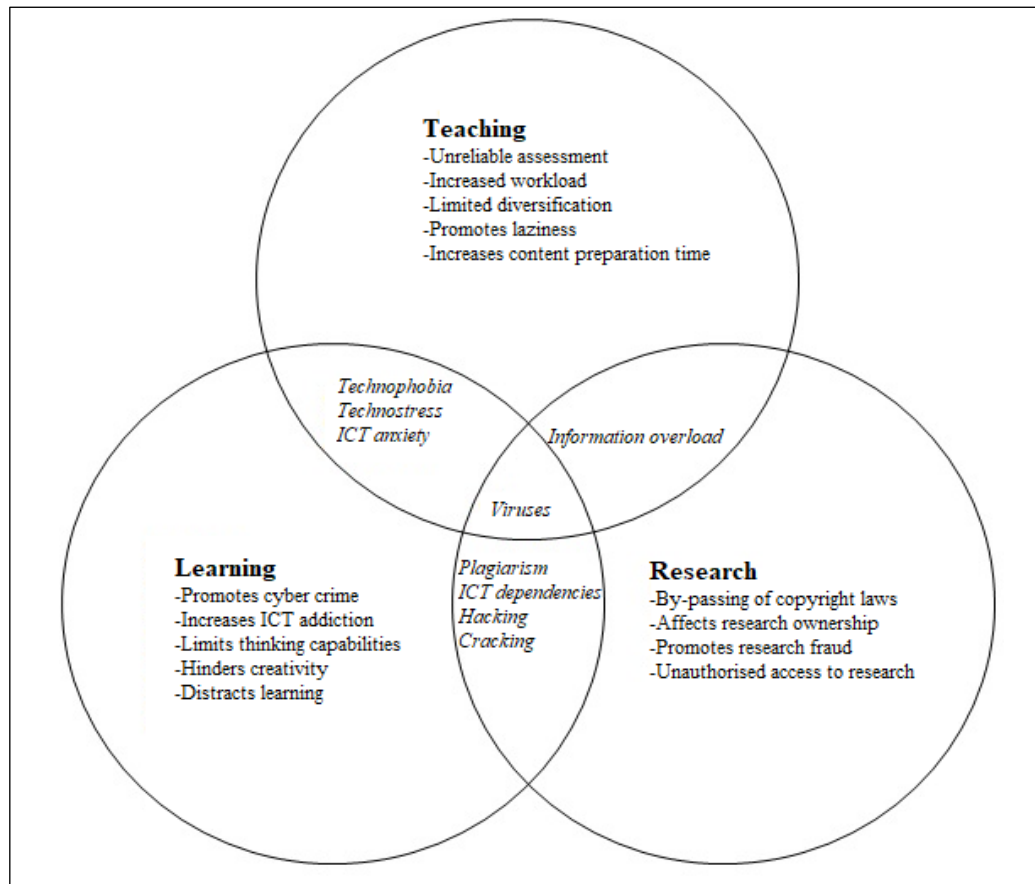 Teaching
-Unreliable assessment
-Increased workload
-Limited diversification
-Promotes laziness
-Increases content preparation time
Technophobia
Technostress
ICT anxiety
Information overload
Viruses
Learning
-Promotes cyber crime
-Increases ICT addiction
-Limits thinking capabilities
-Hinders creativity
-Distracts learning
Plagiarism
ICT dependencies
Hacking
Cracking
Research
-By-passing of copyright laws
-Affects research ownership
-Promotes research fraud
-Unauthorised access to research